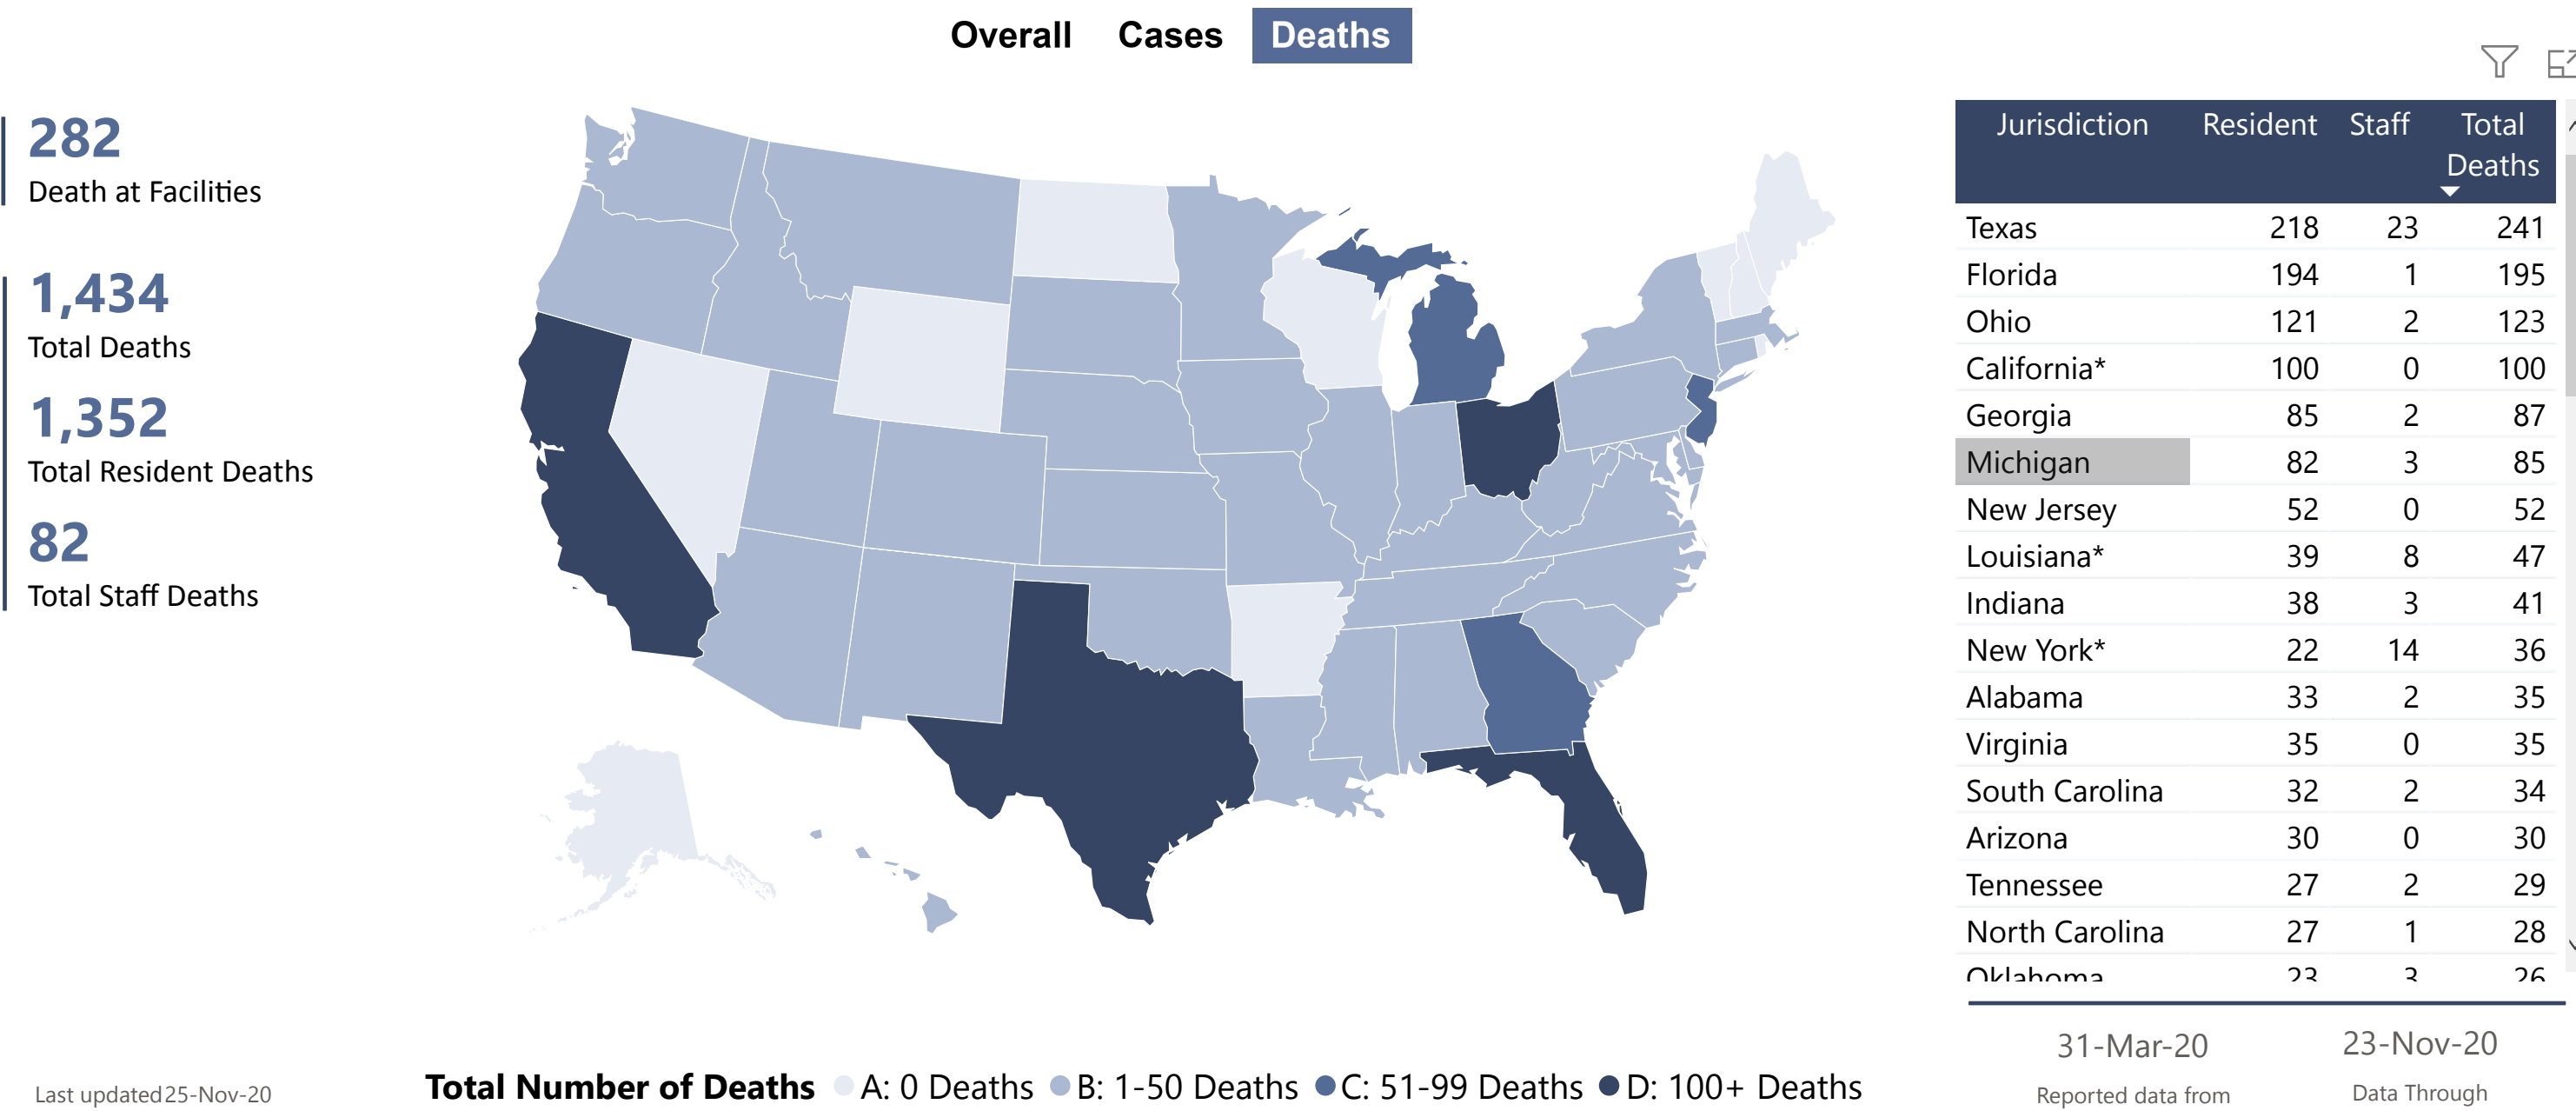 Overall Cases Deaths
282
Death at Facilities
1,434
Total Deaths
1,352
Total Resident Deaths
82
Total Staff Deaths
Jurisdiction Resident Staff Total Deaths
Texas 218 23 241
Florida 194 1 195
Ohio 121 2 123
California* 100 0 100
Georgia 85 2 87
Michigan 82 3 85
New Jersey 52 0 52
Louisiana* 39 8 47
Indiana 38 3 41
New York* 22 14 36
Alabama 33 2 35
Virginia 35 0 35
South Carolina 32 2 34
Arizona 30 0 30
Tennessee 27 2 29
North Carolina 27 1 28
Oklahoma 23 3 26
31-Mar-20 23-Nov-20
Reported data from Data Through
Total Number of Deaths A: 0 Deaths B: 1-50 Deaths C: 51-99 Deaths D: 100+ Deaths
Last updated 25-Nov-20